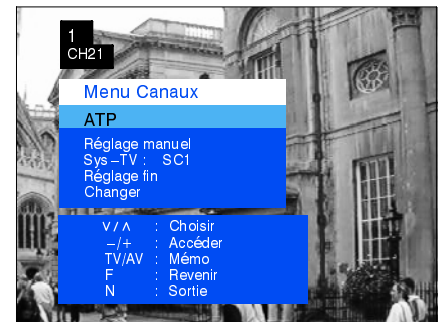 1
CH21
Menu Canaux
ATP
Réglage manuel
Sys–TV : SC1
Réglage fin
Changer
∨/∧ : Choisir
–/+ : Accéder
TV/AV : Mémo
F : Revenir
N : Sortie